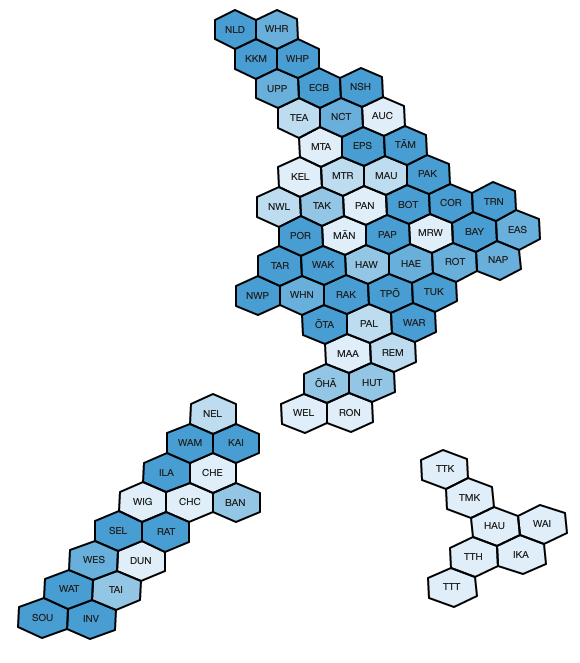 NLD WHR
KKM WHP
UPP ECB NSH
TEA NCT AUC
MTA EPS TĀM
KEL MTR MAU PAK
NWL TAK PAN BOT COR TRN
POR MĀN PAP MRW BAY EAS
TAR WAK HAW HAE ROT NAP
NWP WHN RAK TPŌ TUK
ŌTA PAL WAR
MAA REM
ŌHĀ HUT
WEL RON
NEL
WAM KAI
ILA CHE
WIG CHC BAN
SEL RAT
WES DUN
WAT TAI
SOU INV
TTK
TMK
HAU WAI
TTH IKA
TTT